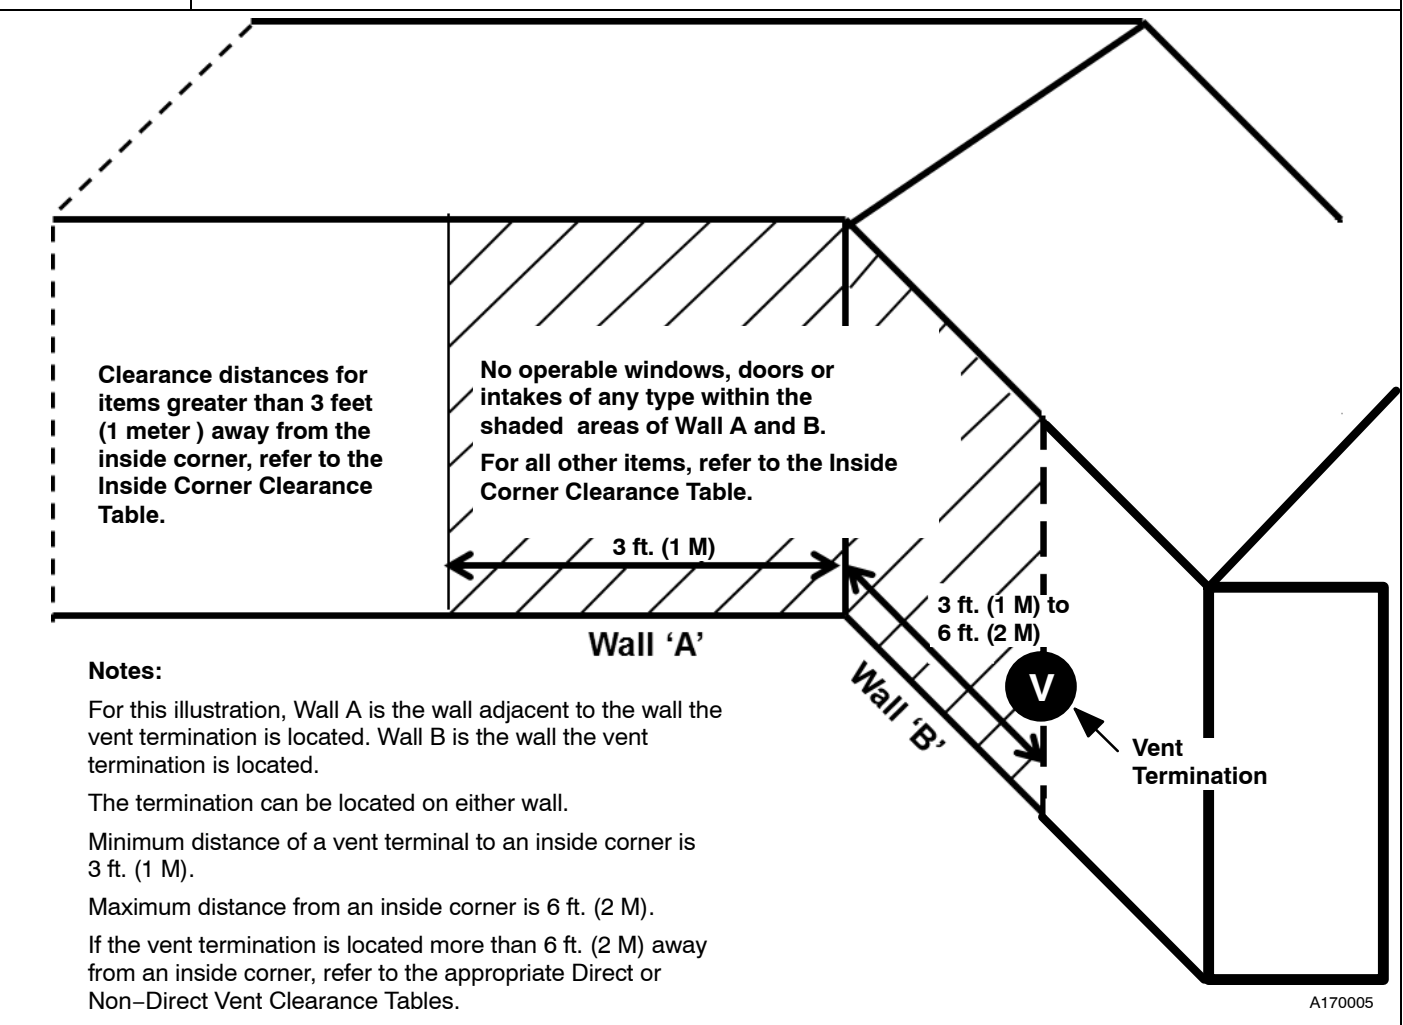 Clearance distances for
items greater than 3 feet
(1 meter ) away from the
inside corner, refer to the
Inside Corner Clearance
Table.
No operable windows, doors or
intakes of any type within the
shaded areas of Wall A and B.
For all other items, refer to the Inside
Corner Clearance Table.
3 ft. (1 M)
3 ft. (1 M) to
6 ft. (2 M)
Wall ‘A’
Wall ‘B’
V
Vent
Termination
Notes:
For this illustration, Wall A is the wall adjacent to the wall the
vent termination is located. Wall B is the wall the vent
termination is located.
The termination can be located on either wall.
Minimum distance of a vent terminal to an inside corner is
3 ft. (1 M).
Maximum distance from an inside corner is 6 ft. (2 M).
If the vent termination is located more than 6 ft. (2 M) away
from an inside corner, refer to the appropriate Direct or
Non−Direct Vent Clearance Tables.
A170005